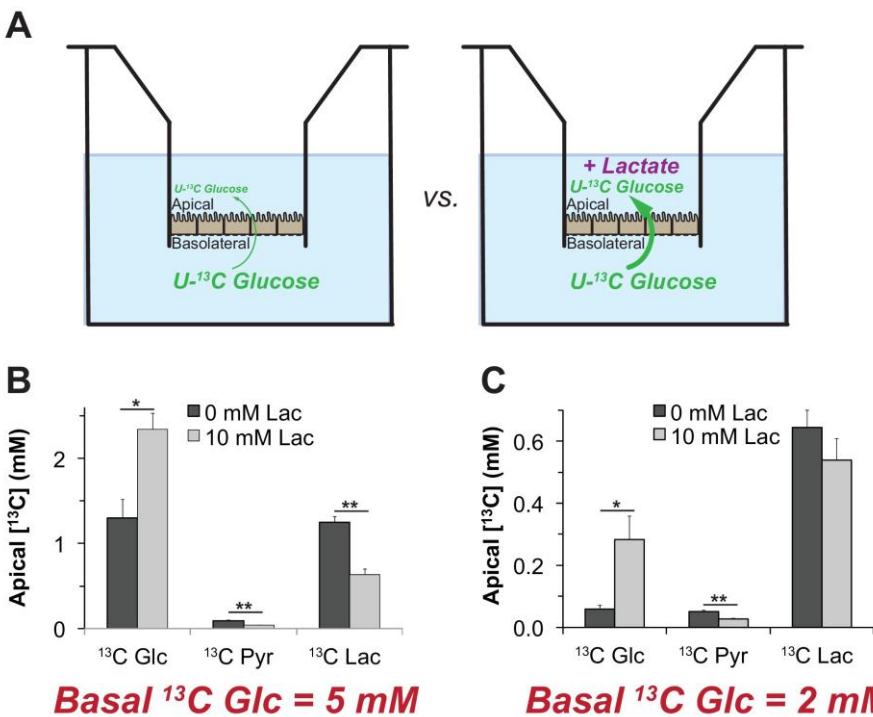 A
+ Lactate
U-¹³C Glucose
U-¹³C Glucose
Apical
Apical
vs.
Basolateral
Basolateral
U-¹³C Glucose
U-¹³C Glucose
B
C
0 mM Lac
10 mM Lac
0 mM Lac
10 mM Lac
Apical [¹³C] (mM)
2
1
0
*
**
**
¹³C Glc
¹³C Pyr
¹³C Lac
Apical [¹³C] (mM)
0.6
0.4
0.2
0.0
*
**
¹³C Glc
¹³C Pyr
¹³C Lac
Basal ¹³C Glc = 5 mM
Basal ¹³C Glc = 2 m